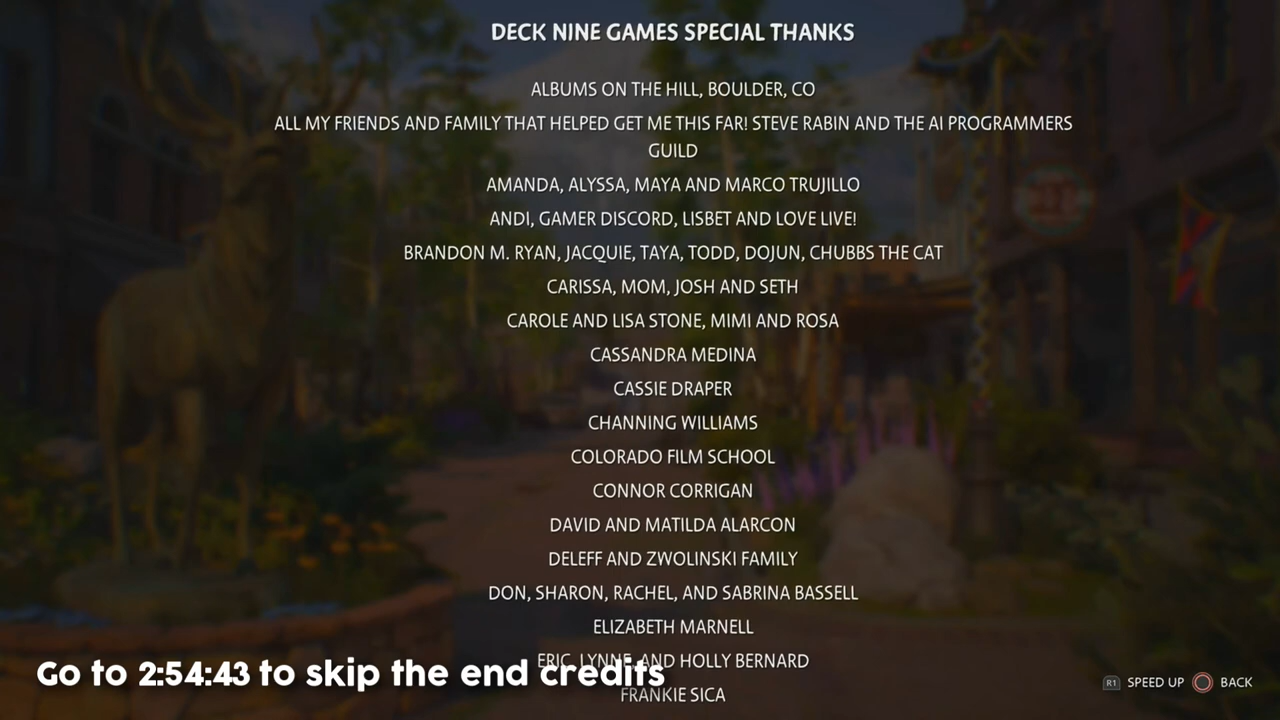 DECK NINE GAMES SPECIAL THANKS
ALBUMS ON THE HILL, BOULDER, CO
ALL MY FRIENDS AND FAMILY THAT HELPED GET ME THIS FAR! STEVE RABIN AND THE AI PROGRAMMERS
GUILD
AMANDA, ALYSSA, MAYA AND MARCO TRUJILLO
ANDI, GAMER DISCORD, LISBET AND LOVE LIVE!
BRANDON M. RYAN, JACQUIE, TAYA, TODD, DOJUN, CHUBBS THE CAT
CARISSA, MOM, JOSH AND SETH
CAROLE AND LISA STONE, MIMI AND ROSA
CASSANDRA MEDINA
CASSIE DRAPER
CHANNING WILLIAMS
COLORADO FILM SCHOOL
CONNOR CORRIGAN
DAVID AND MATILDA ALARCON
DELEFF AND ZWOLINSKI FAMILY
DON, SHARON, RACHEL, AND SABRINA BASSELL
ELIZABETH MARNELL
ERIC, LYNNE, AND HOLLY BERNARD
Go to 2:54:43 to skip the end credits
FRANKIE SICA
R1 SPEED UP BACK